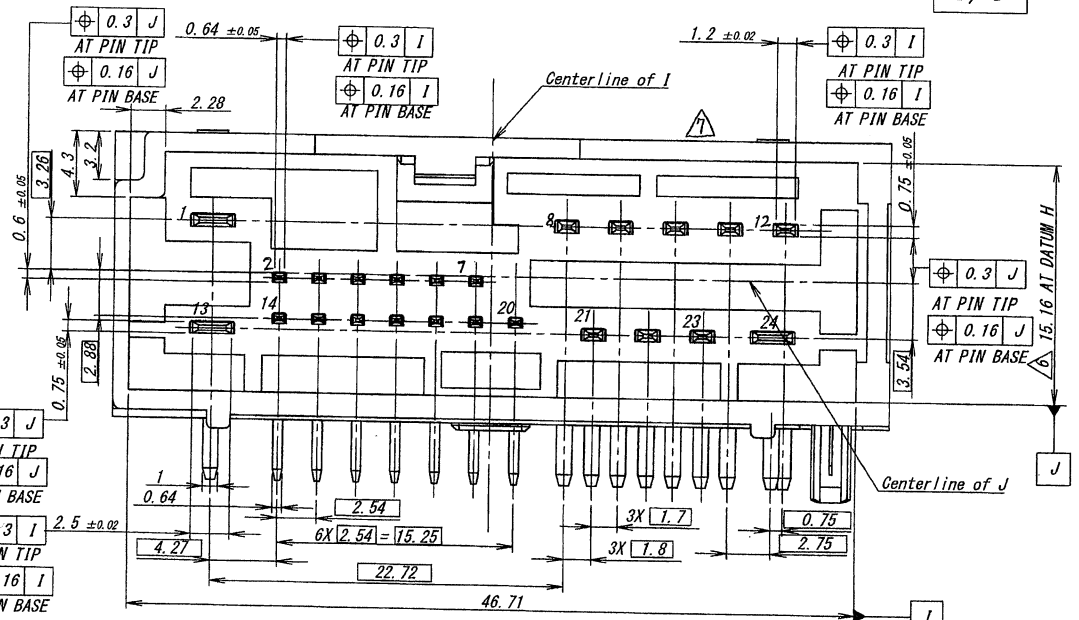 ⌖ 0.3 J
AT PIN TIP
⌖ 0.16 J
AT PIN BASE
0.64 ±0.05
⌖ 0.3 I
AT PIN TIP
⌖ 0.16 I
AT PIN BASE
1.2 ±0.02
⌖ 0.3 I
AT PIN TIP
⌖ 0.16 I
AT PIN BASE
Centerline of I
2.28
7
4.3
3.2
3.26
0.6 ±0.05
0.75 ±0.05
15.16 AT DATUM H
1
8
12
2
7
14
20
13
21
23
24
⌖ 0.3 J
AT PIN TIP
⌖ 0.16 J
AT PIN BASE
6
3.54
2.88
0.75 ±0.05
3 J
N TIP
16 J
N BASE
J
Centerline of J
1
0.64
2.54
3X 1.7
0.75
3 I
2.5 ±0.02
N TIP
16 I
N BASE
6X 2.54 = 15.25
3X 1.8
2.75
4.27
22.72
46.71
I